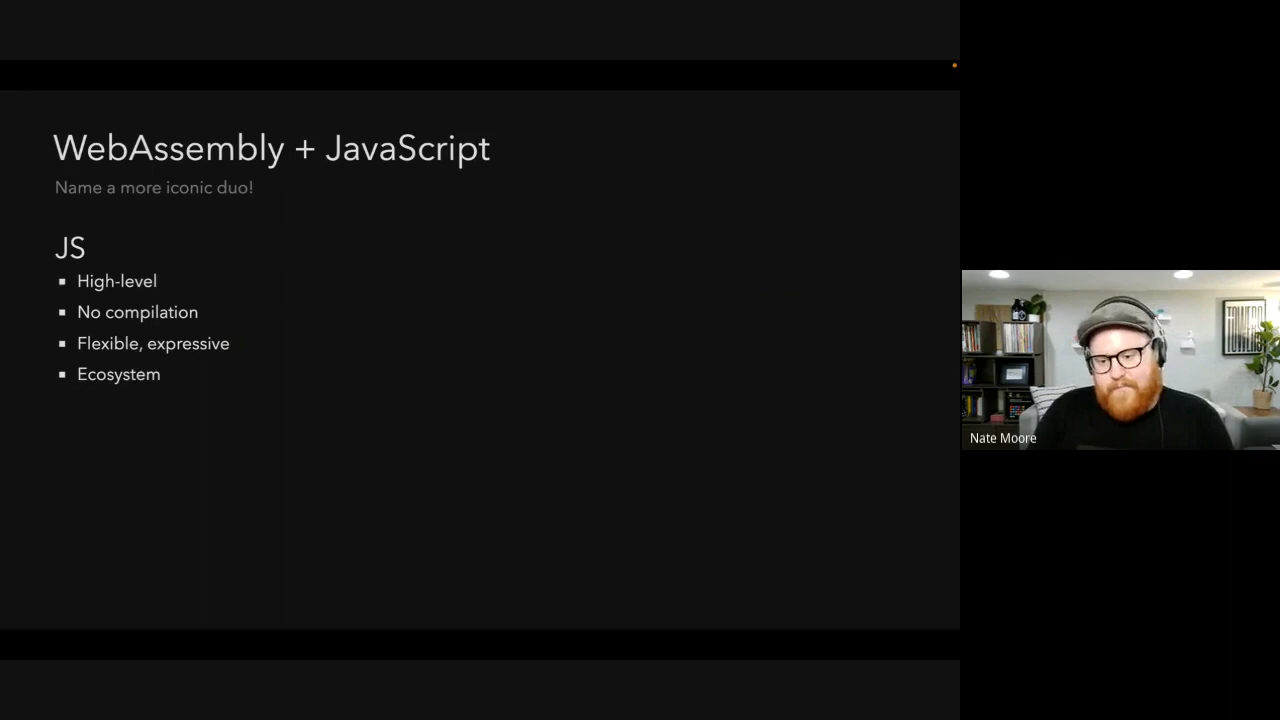 WebAssembly + JavaScript
Name a more iconic duo!
JS
High-level
No compilation
Flexible, expressive
Ecosystem
Nate Moore